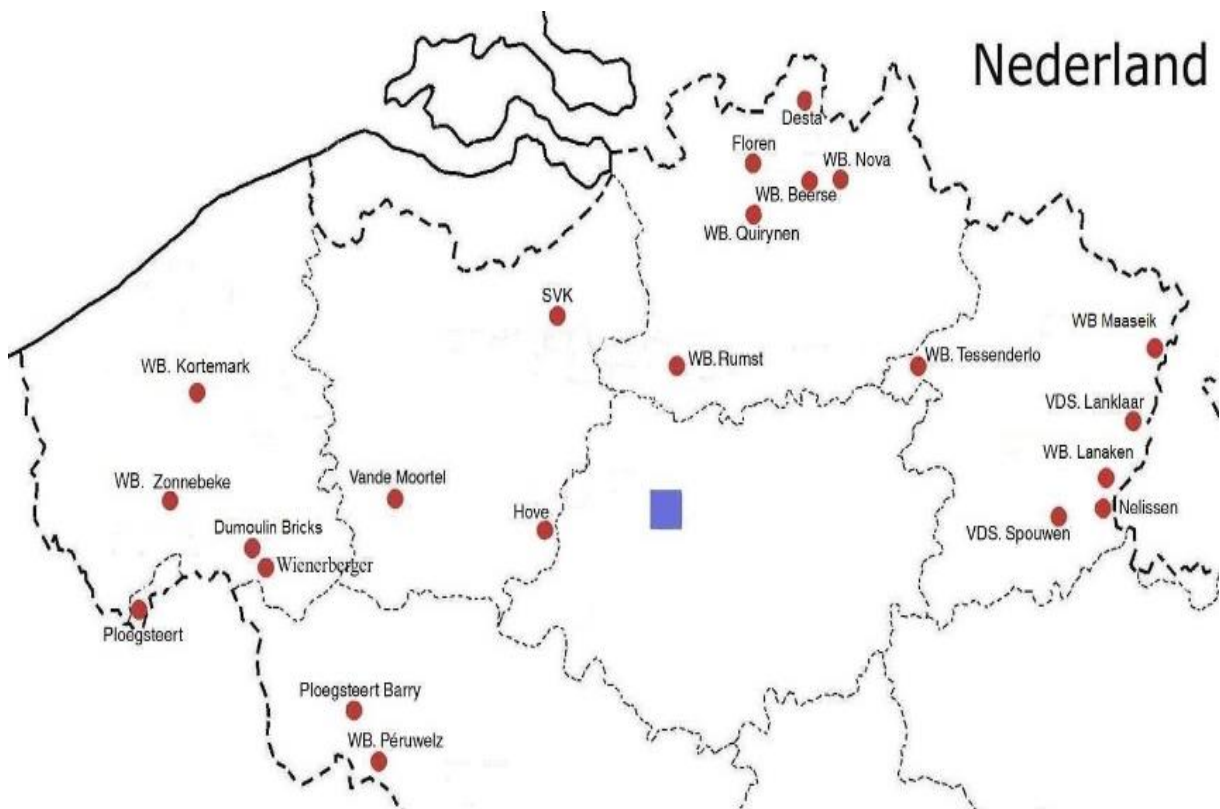 Nederland
Desta
Floren
WB. Nova
WB. Beerse
WB. Quirynen
SVK
WB Maaseik
WB. Rumst
WB. Tessenderlo
WB. Kortemark
VDS. Lanklaar
WB. Lanaken
WB. Zonnebeke
Vande Moortel
Hove
Nelissen
VDS. Spouwen
Dumoulin Bricks
Wienerberger
Ploegsteert
Ploegsteert Barry
WB. Péruwelz